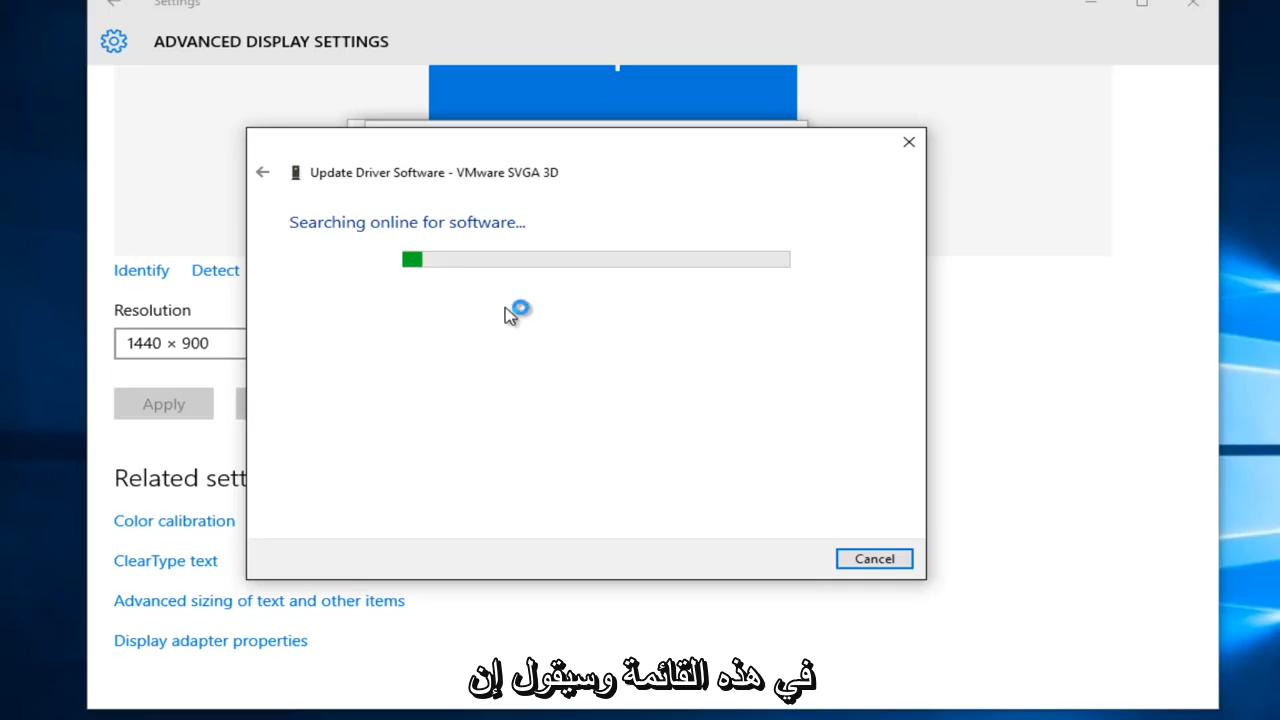 Settings
ADVANCED DISPLAY SETTINGS
Update Driver Software - VMware SVGA 3D
Searching online for software...
Identify
Detect
Resolution
1440 × 900
Apply
Related sett
Color calibration
ClearType text
Cancel
Advanced sizing of text and other items
Display adapter properties
في هذه القائمة وسيقول إن